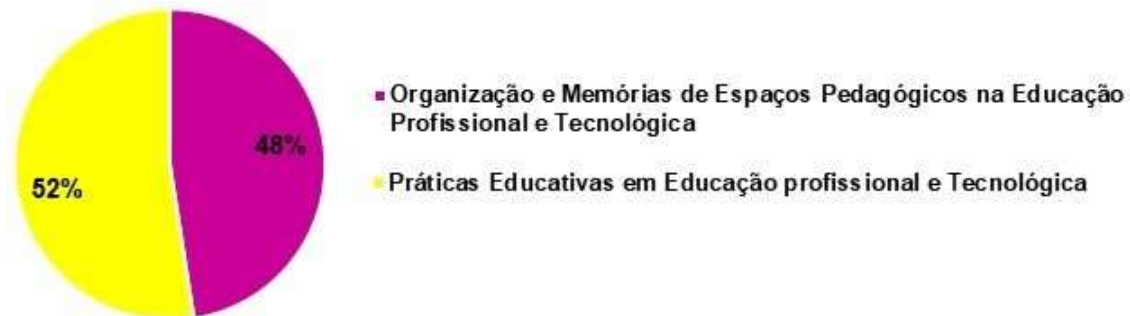 48%
52%
Organização e Memórias de Espaços Pedagógicos na Educação
Profissional e Tecnológica
Práticas Educativas em Educação profissional e Tecnológica